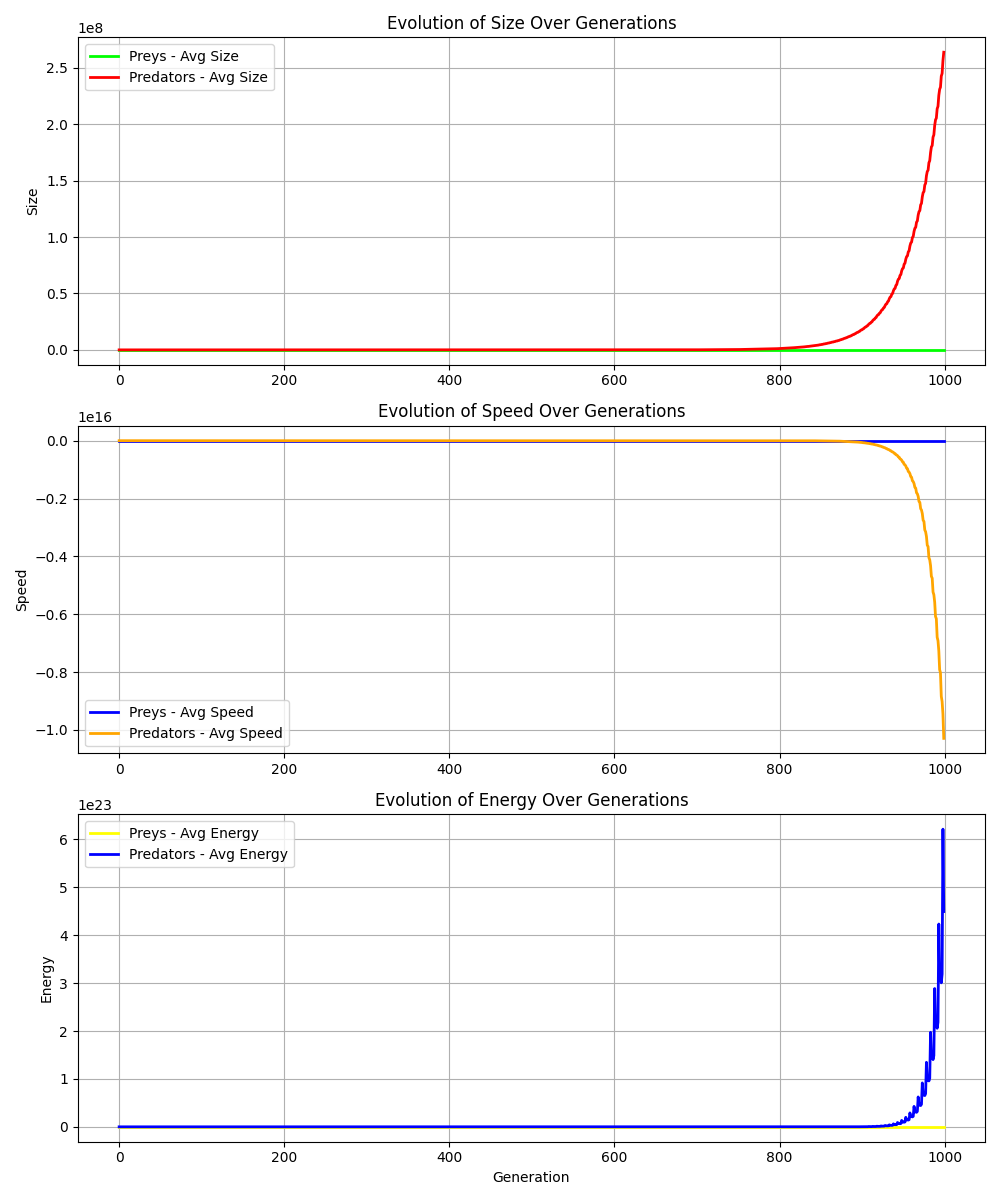 Evolution of Size Over Generations
1e8
Preys - Avg Size
Predators - Avg Size
2.5
2.0
1.5
1.0
0.5
0.0
Size
0 200 400 600 800 1000
Evolution of Speed Over Generations
1e16
0.0
−0.2
−0.4
−0.6
−0.8
−1.0
Speed
Preys - Avg Speed
Predators - Avg Speed
0 200 400 600 800 1000
Evolution of Energy Over Generations
1e23
Preys - Avg Energy
Predators - Avg Energy
6
5
4
3
2
1
0
Energy
0 200 400 600 800 1000
Generation